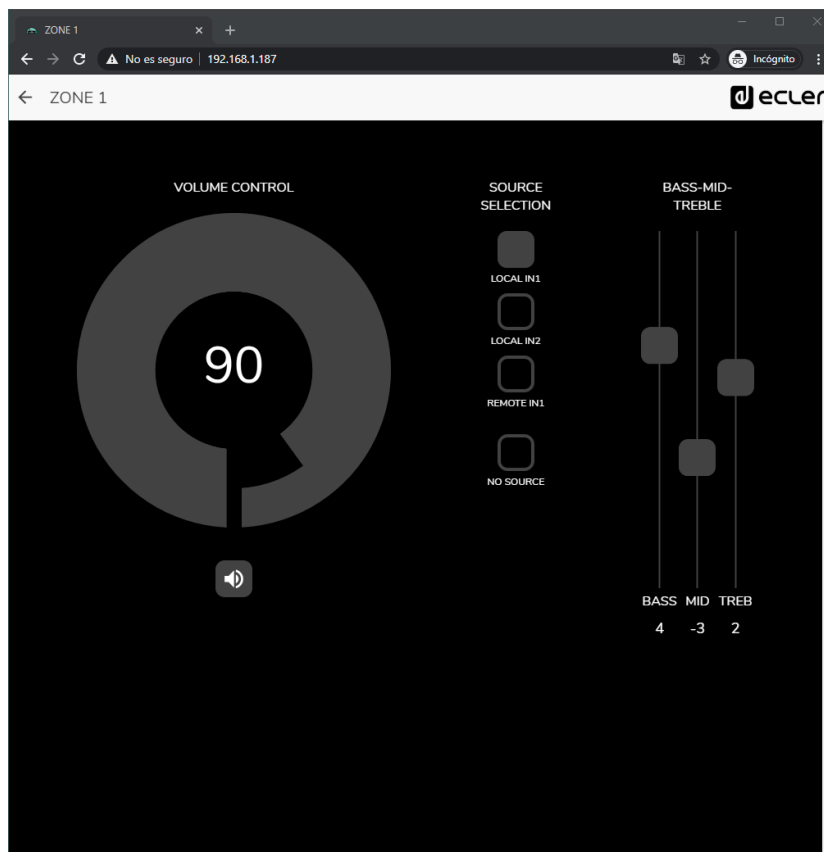 ZONE 1
No es seguro | 192.168.1.187
Incógnito
ZONE 1
ecler
VOLUME CONTROL
90
SOURCE
SELECTION
LOCAL IN1
LOCAL IN2
REMOTE IN1
NO SOURCE
BASS-MID-
TREBLE
BASS MID TREB
4 -3 2